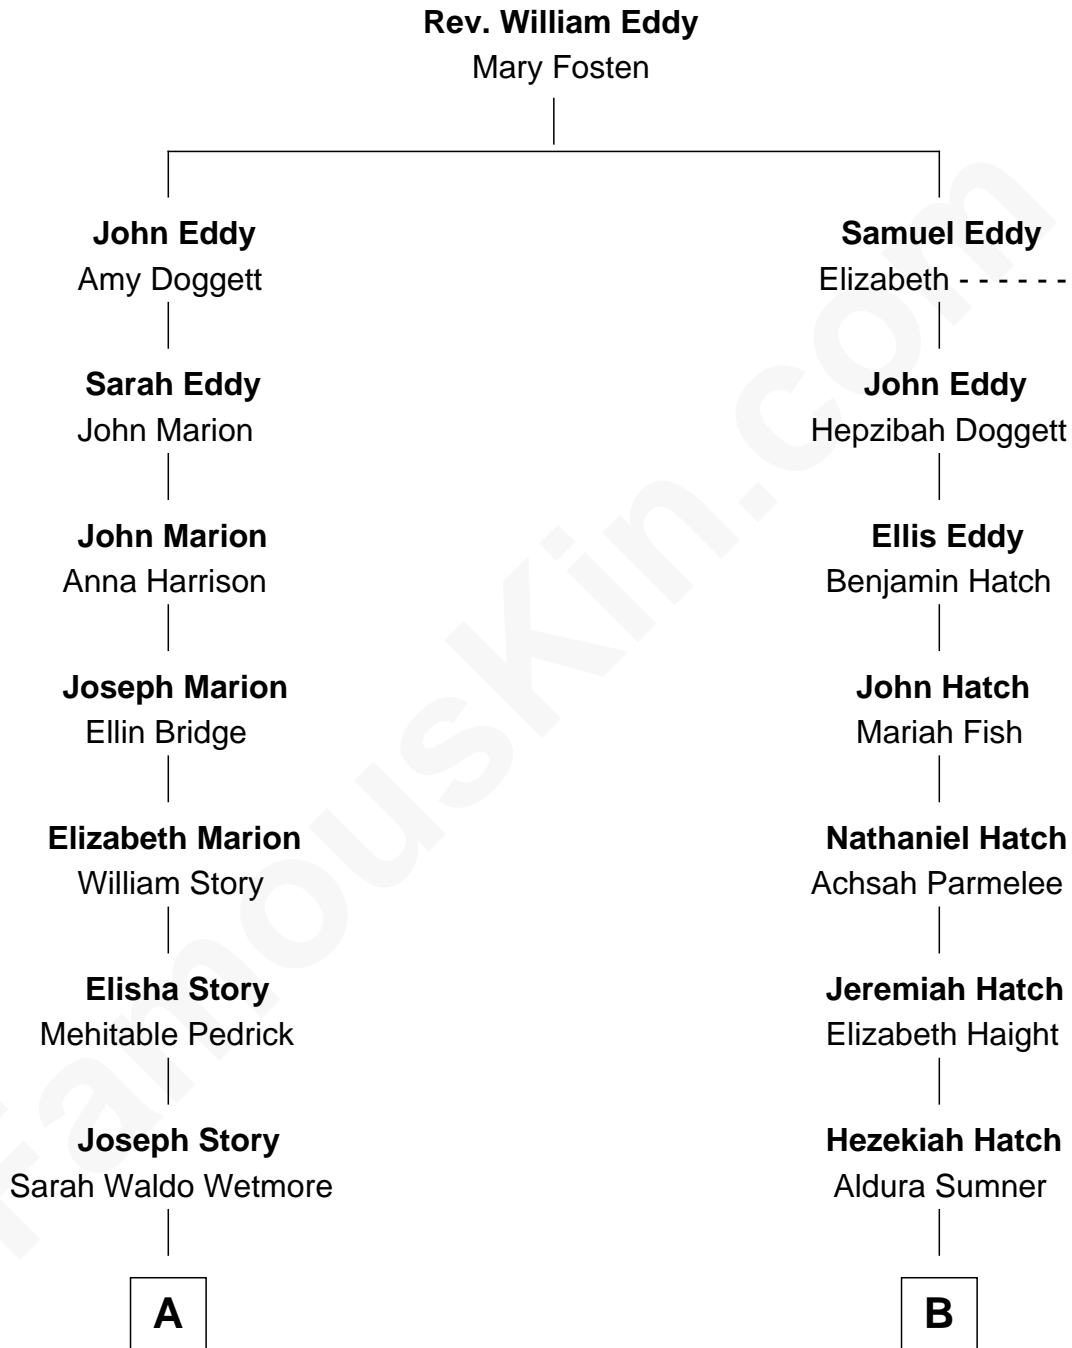 Rev. William Eddy
Mary Fosten
John Eddy
Amy Doggett
Samuel Eddy
Elizabeth - - - - - -
Sarah Eddy
John Marion
John Eddy
Hepzibah Doggett
John Marion
Anna Harrison
Ellis Eddy
Benjamin Hatch
Joseph Marion
Ellin Bridge
John Hatch
Mariah Fish
Elizabeth Marion
William Story
Nathaniel Hatch
Achsah Parmelee
Elisha Story
Mehitable Pedrick
Jeremiah Hatch
Elizabeth Haight
Joseph Story
Sarah Waldo Wetmore
Hezekiah Hatch
Aldura Sumner
A
B
FamousKin.com